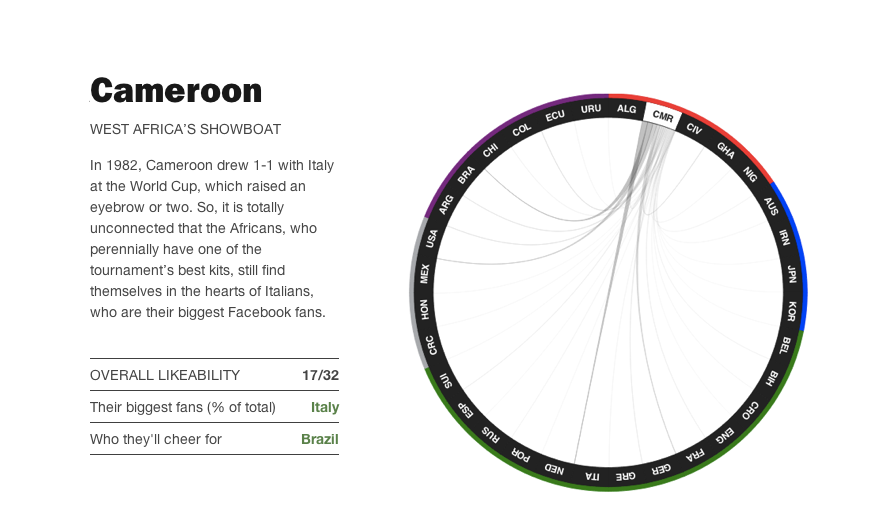 Cameroon
WEST AFRICA’S SHOWBOAT
In 1982, Cameroon drew 1-1 with Italy
at the World Cup, which raised an
eyebrow or two. So, it is totally
unconnected that the Africans, who
perennially have one of the
tournament’s best kits, still find
themselves in the hearts of Italians,
who are their biggest Facebook fans.
OVERALL LIKEABILITY 17/32
Their biggest fans (% of total) Italy
Who they'll cheer for Brazil
ALG
CMR
CIV
GHA
NIG
AUS
IRN
JPN
KOR
BEL
BIH
CRO
ENG
FRA
GER
GRE
ITA
NED
POR
RUS
ESP
SUI
CRC
HON
MEX
USA
ARG
BRA
CHI
COL
ECU
URU